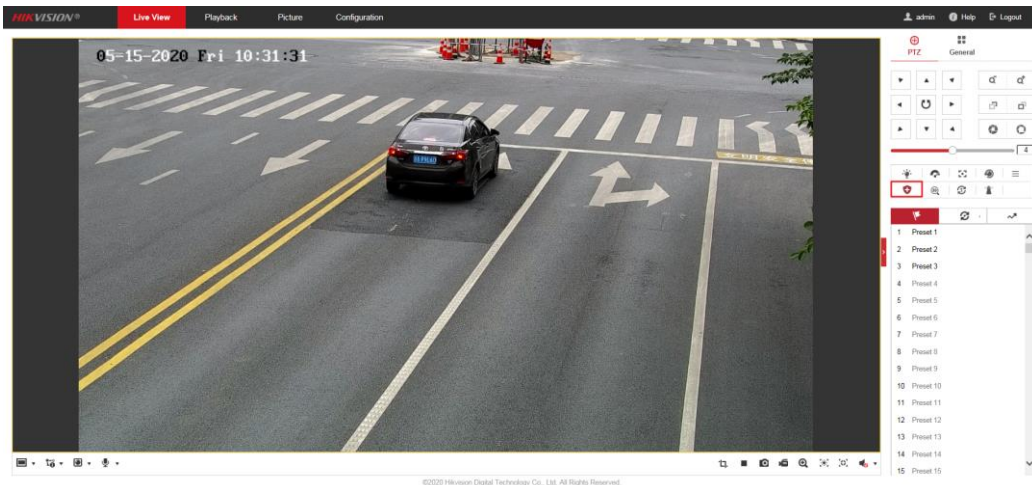 HIKVISION®
Live View
Playback
Picture
Configuration
admin
Help
Logout
05-15-2020 Fri 10:31:31
PTZ
General
4
1 Preset 1
2 Preset 2
3 Preset 3
4 Preset 4
5 Preset 5
6 Preset 6
7 Preset 7
8 Preset 8
9 Preset 9
10 Preset 10
11 Preset 11
12 Preset 12
13 Preset 13
14 Preset 14
15 Preset 15
©2020 Hikvision Digital Technology Co., Ltd. All Rights Reserved.